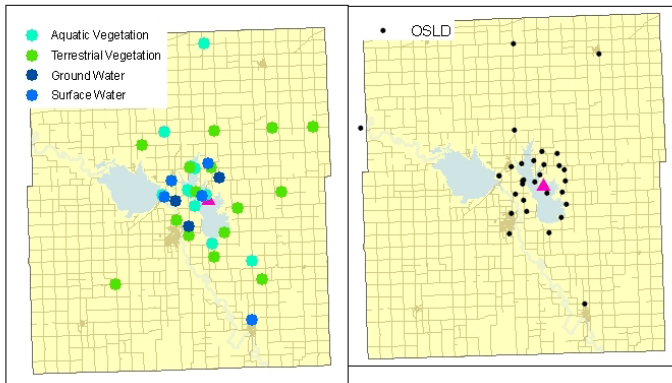 Aquatic Vegetation
Terrestrial Vegetation
Ground Water
Surface Water
OSLD